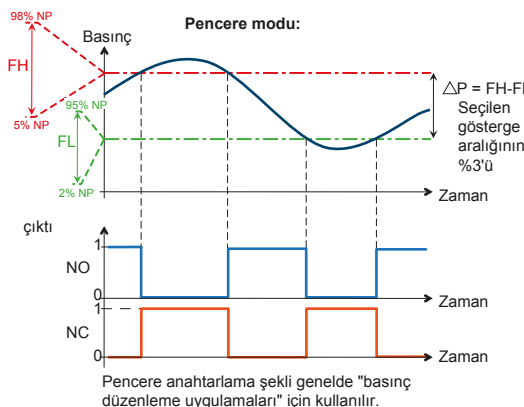 Pencere modu:
98% NP
Basınç
FH
95% NP
5% NP
FL
2% NP
△P = FH-FL
Seçilen
gösterge
aralığının
%3'ü
Zaman
çıktı
1
NO
0
Zaman
1
NC
0
Zaman
Pencere anahtarlama şekli genelde "basınç
düzenleme uygulamaları" için kullanılır.